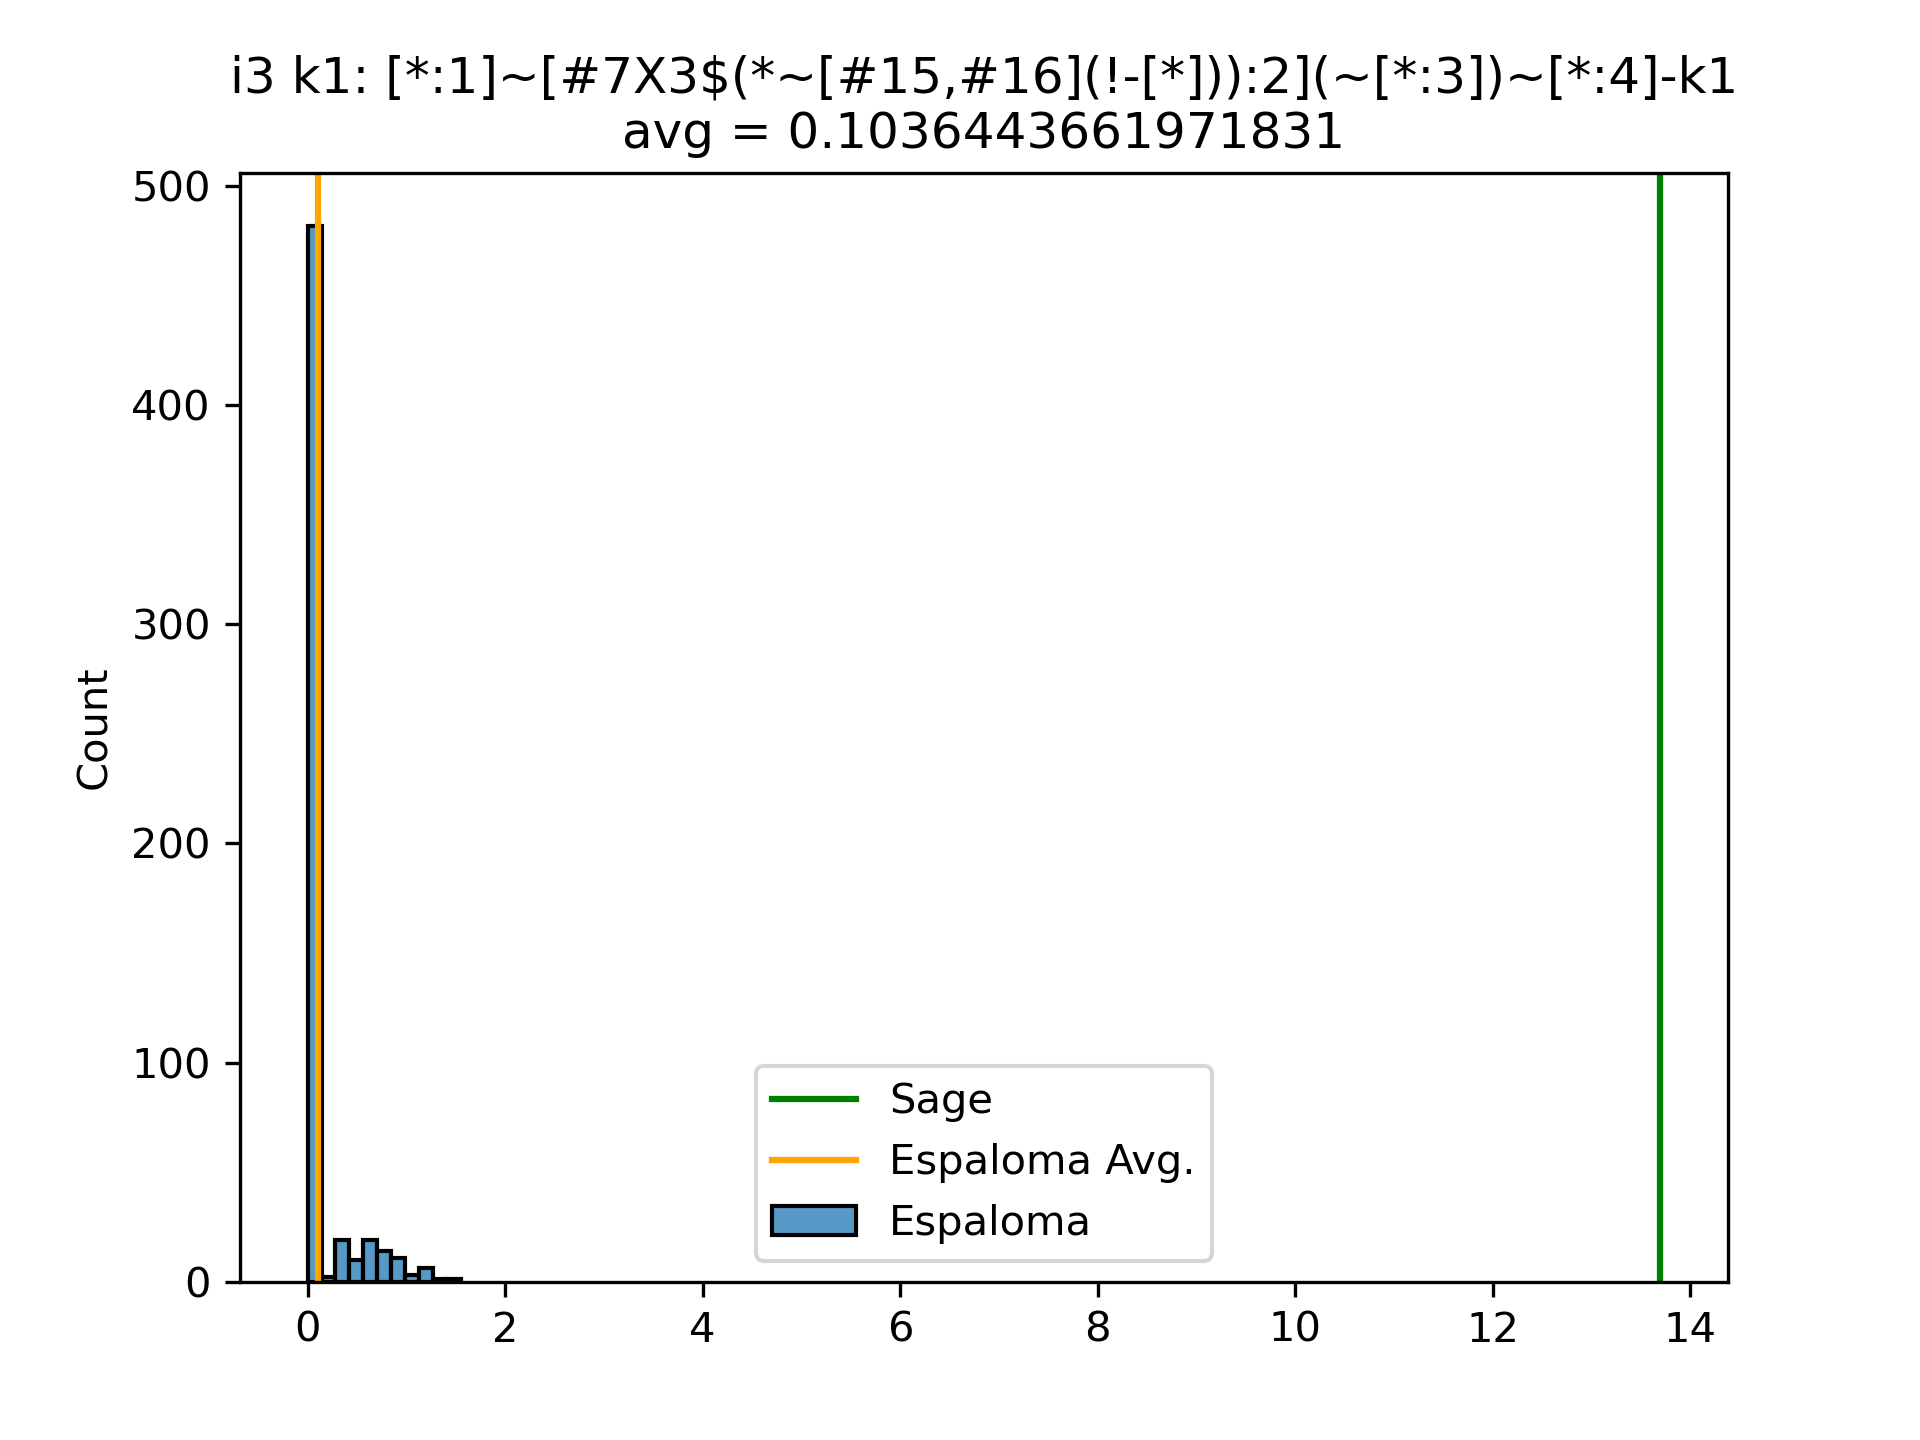 i3 k1: [*:1]~[#7X3$(*~[#15,#16](!-[*])):2](~[*:3])~[*:4]-k1
avg = 0.1036443661971831
500
400
300
200
100
0
Count
Sage
Espaloma Avg.
Espaloma
0 2 4 6 8 10 12 14